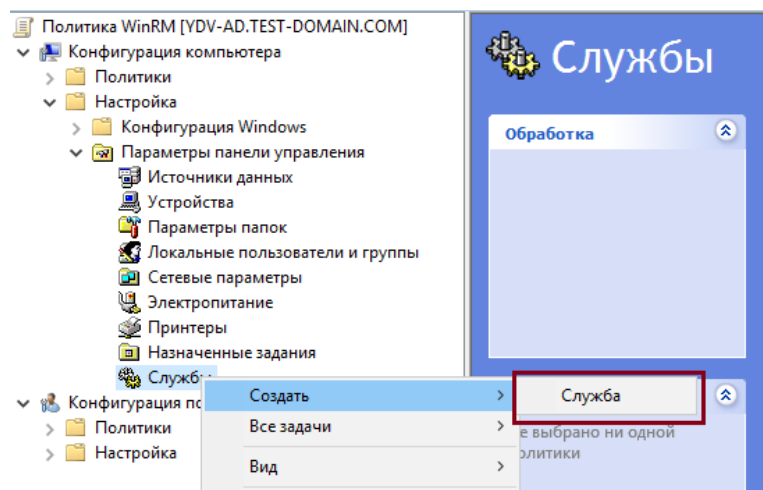 Политика WinRM [YDV-AD.TEST-DOMAIN.COM]
Конфигурация компьютера
Политики
Настройка
Конфигурация Windows
Параметры панели управления
Источники данных
Устройства
Параметры папок
Локальные пользователи и группы
Сетевые параметры
Электропитание
Принтеры
Назначенные задания
Службы
Конфигурация по
Политики
Настройка
Создать
Все задачи
Вид
Служба
Службы
Обработка
е выбрано ни одной
олитики